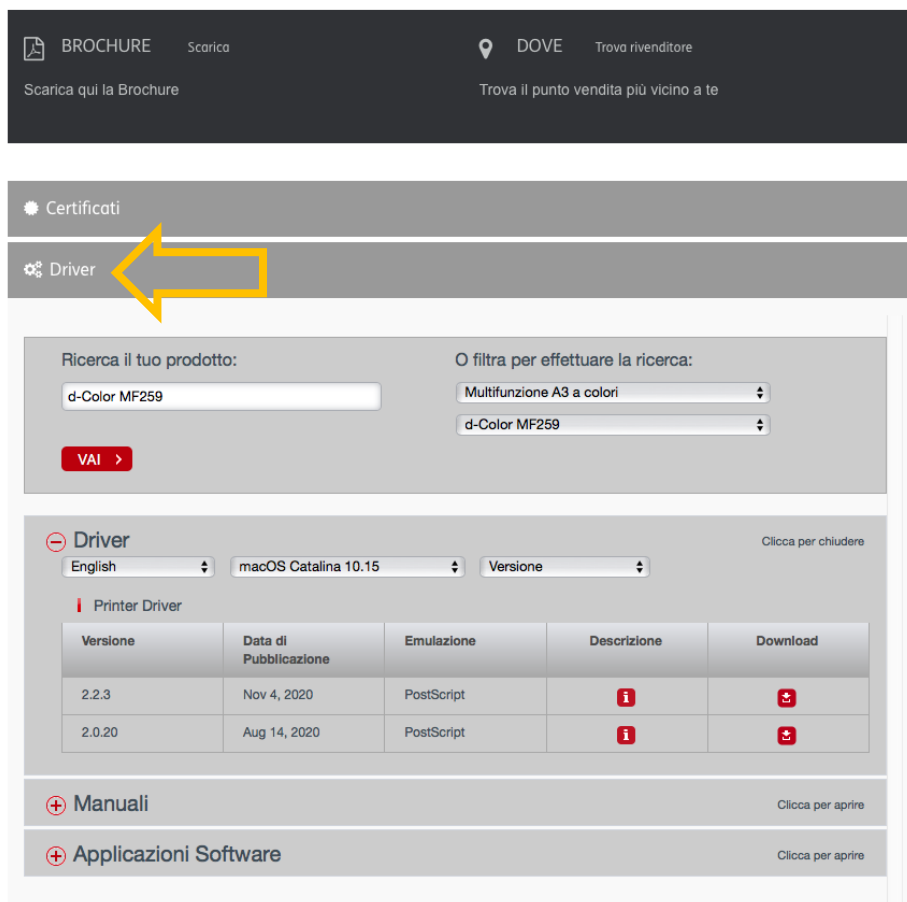 BROCHURE Scarica
Scarica qui la Brochure
DOVE Trova rivenditore
Trova il punto vendita più vicino a te
Certificati
Driver
Ricerca il tuo prodotto:
d-Color MF259
VAI >
O filtra per effettuare la ricerca:
Multifunzione A3 a colori
d-Color MF259
Driver Clicca per chiudere
English macOS Catalina 10.15 Versione
Printer Driver
Versione Data di Pubblicazione Emulazione Descrizione Download
2.2.3 Nov 4, 2020 PostScript
2.0.20 Aug 14, 2020 PostScript
Manuali Clicca per aprire
Applicazioni Software Clicca per aprire